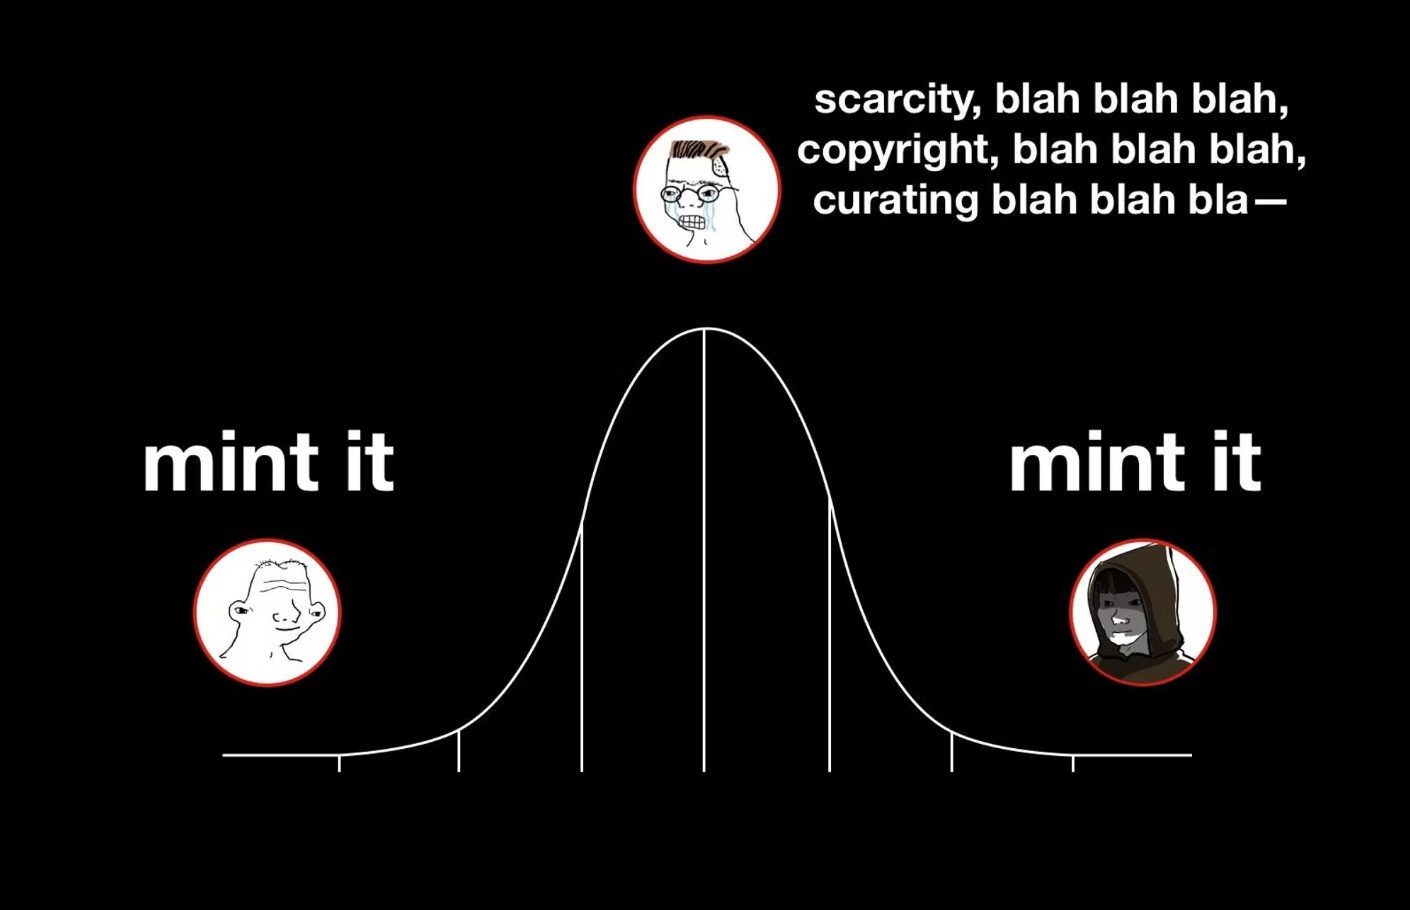 scarcity, blah blah blah,
copyright, blah blah blah,
curating blah blah bla—
mint it
mint it